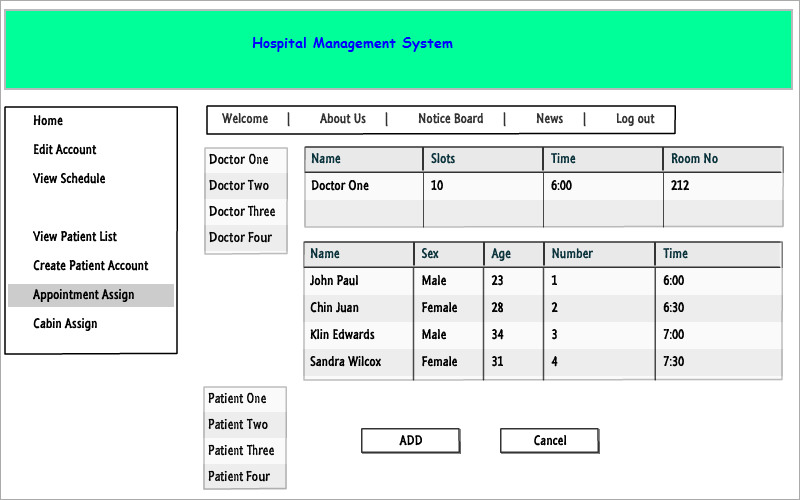 Hospital Management System
Home
Edit Account
View Schedule
View Patient List
Create Patient Account
Appointment Assign
Cabin Assign
Welcome | About Us | Notice Board | News | Log out
Doctor One
Doctor Two
Doctor Three
Doctor Four
Name Slots Time Room No
Doctor One 10 6:00 212
Name Sex Age Number Time
John Paul Male 23 1 6:00
Chin Juan Female 28 2 6:30
Klin Edwards Male 34 3 7:00
Sandra Wilcox Female 31 4 7:30
Patient One
Patient Two
Patient Three
Patient Four
ADD Cancel